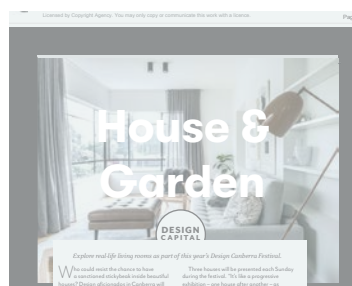 Licensed by Copyright Agency. You may only copy or communicate this work with a licence.
Pag
House &
Garden
DESIGN
CAPITAL
Explore real-life living rooms as part of this year's Design Canberra Festival.
Who could resist the chance to have
a sanctioned stickybeak inside beautiful
houses? Design aficionados in Canberra will
Three houses will be presented each Sunday
during the festival. "It's like a progressive
exhibition – one house after another – as